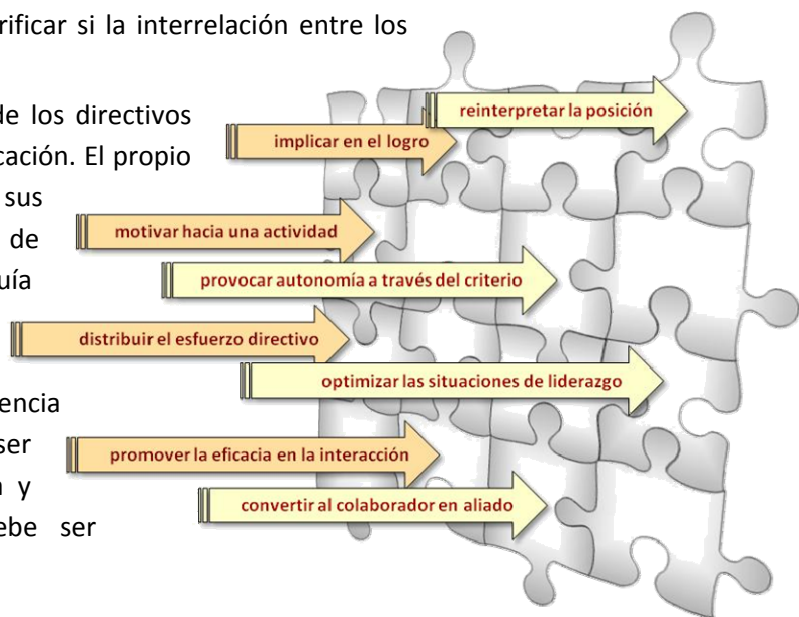 rificar si la interrelación entre los
de los directivos
cación. El propio
sus
de
uía
encia
ser
n y
ebe ser
reinterpretar la posición
implicar en el logro
motivar hacia una actividad
provocar autonomía a través del criterio
distribuir el esfuerzo directivo
optimizar las situaciones de liderazgo
promover la eficacia en la interacción
convertir al colaborador en aliado